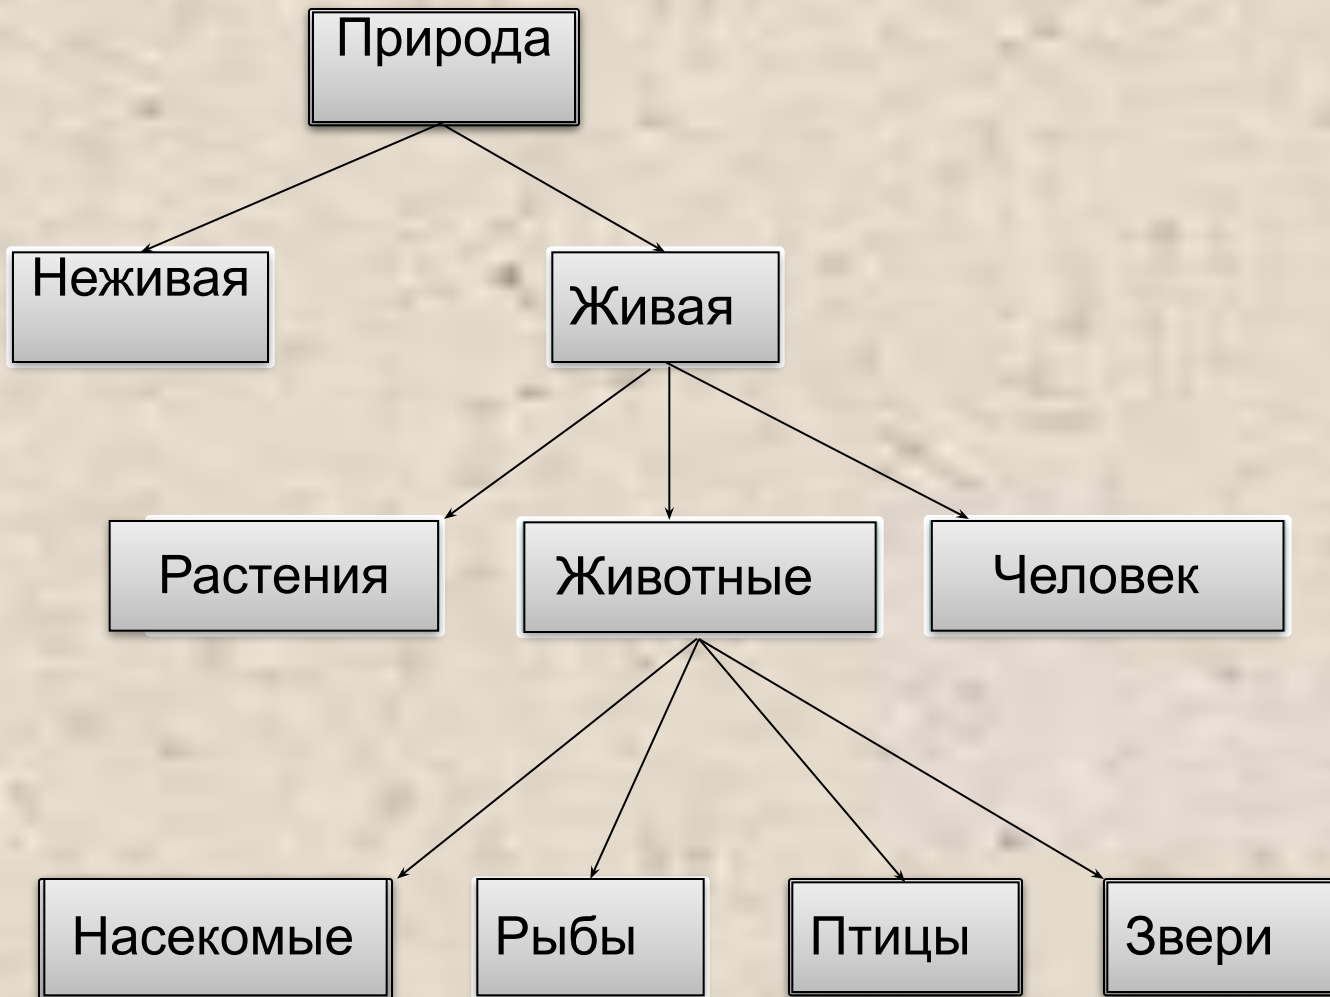 Природа
Неживая
Живая
Растения
Животные
Человек
Насекомые
Рыбы
Птицы
Звери